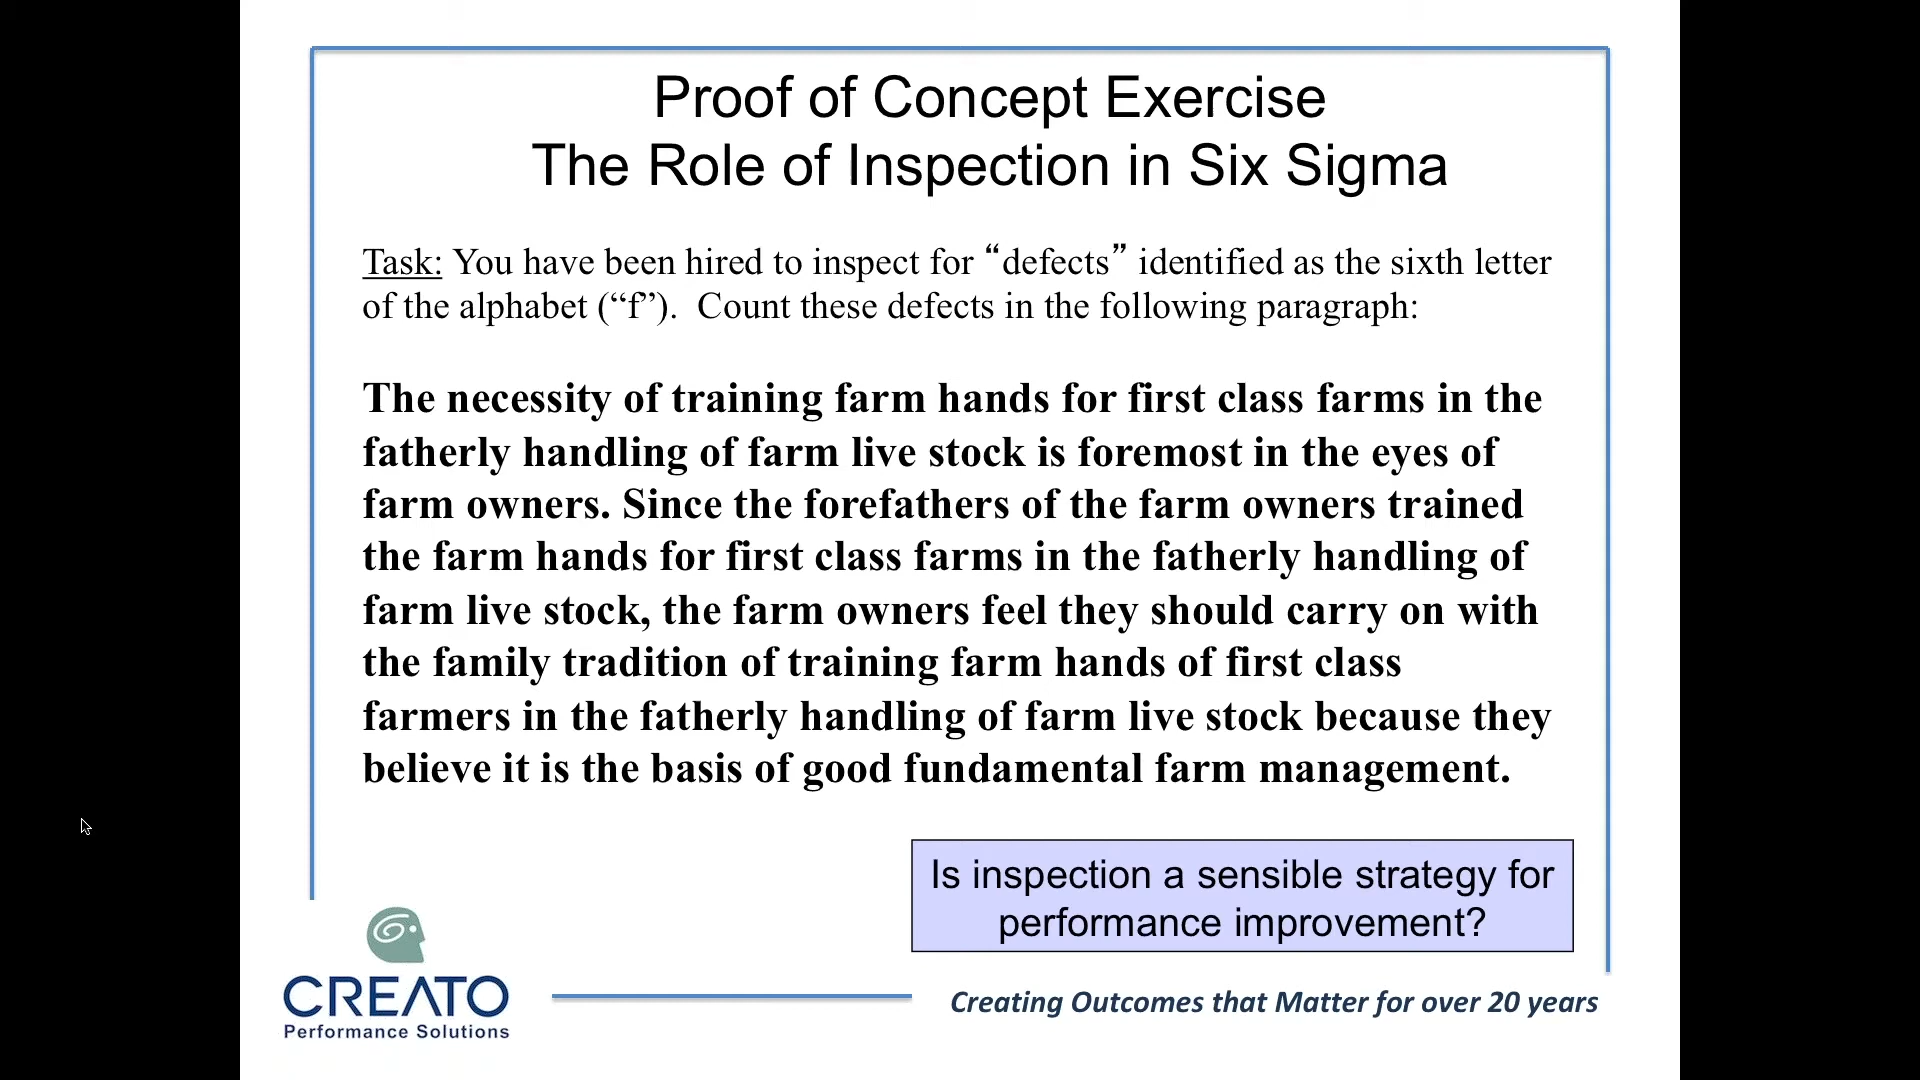 Proof of Concept Exercise
The Role of Inspection in Six Sigma
Task: You have been hired to inspect for “defects” identified as the sixth letter
of the alphabet (“f”).  Count these defects in the following paragraph:
The necessity of training farm hands for first class farms in the
fatherly handling of farm live stock is foremost in the eyes of
farm owners. Since the forefathers of the farm owners trained
the farm hands for first class farms in the fatherly handling of
farm live stock, the farm owners feel they should carry on with
the family tradition of training farm hands of first class
farmers in the fatherly handling of farm live stock because they
believe it is the basis of good fundamental farm management.
Is inspection a sensible strategy for
performance improvement?
CREATO
Performance Solutions
Creating Outcomes that Matter for over 20 years